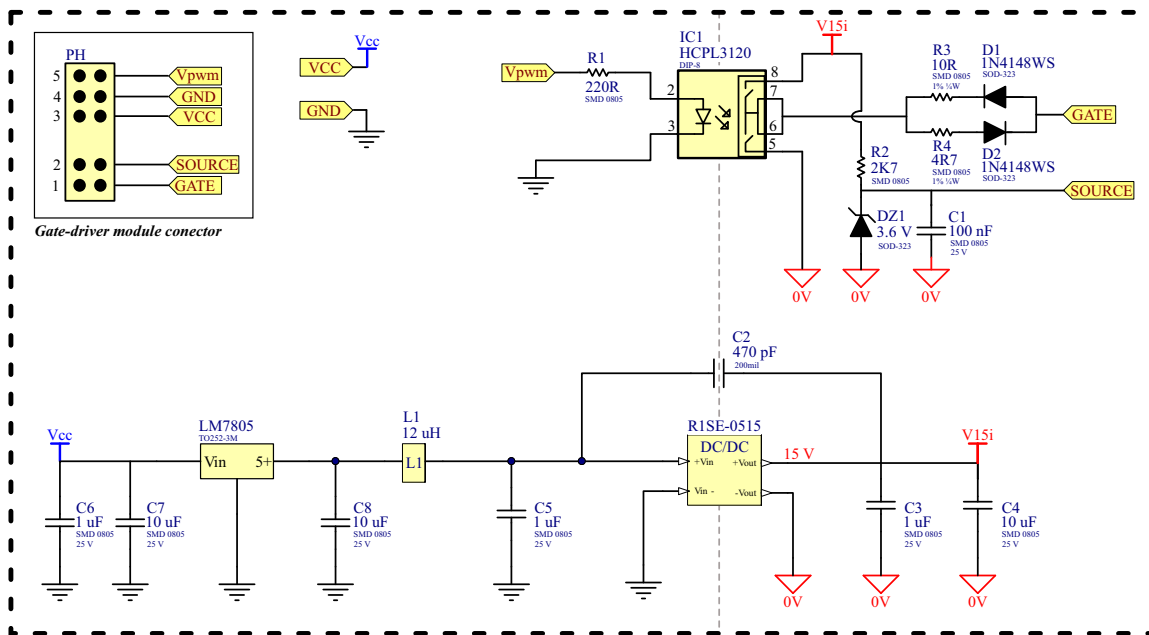 PH
5
4
3
2
1
Vpwm
GND
VCC
SOURCE
GATE
Gate-driver module conector
VCC
Vcc
GND
Vpwm
R1
220R
SMD 0805
IC1
HCPL3120
DIP-8
2
3
8
7
6
5
V15i
R2
2K7
SMD 0805
R3
10R
SMD 0805
1% ¼W
D1
1N4148WS
SOD-323
R4
4R7
SMD 0805
1% ¼W
D2
1N4148WS
SOD-323
GATE
SOURCE
DZ1
3.6 V
SOD-323
C1
100 nF
SMD 0805
25 V
0V
0V
0V
C2
470 pF
200mil
Vcc
LM7805
TO252-3M
Vin
5+
L1
12 uH
L1
R1SE-0515
DC/DC
+Vin
+Vout
Vin -
-Vout
15 V
V15i
C6
1 uF
SMD 0805
25 V
C7
10 uF
SMD 0805
25 V
C8
10 uF
SMD 0805
25 V
C5
1 uF
SMD 0805
25 V
C3
1 uF
SMD 0805
25 V
C4
10 uF
SMD 0805
25 V
0V
0V
0V